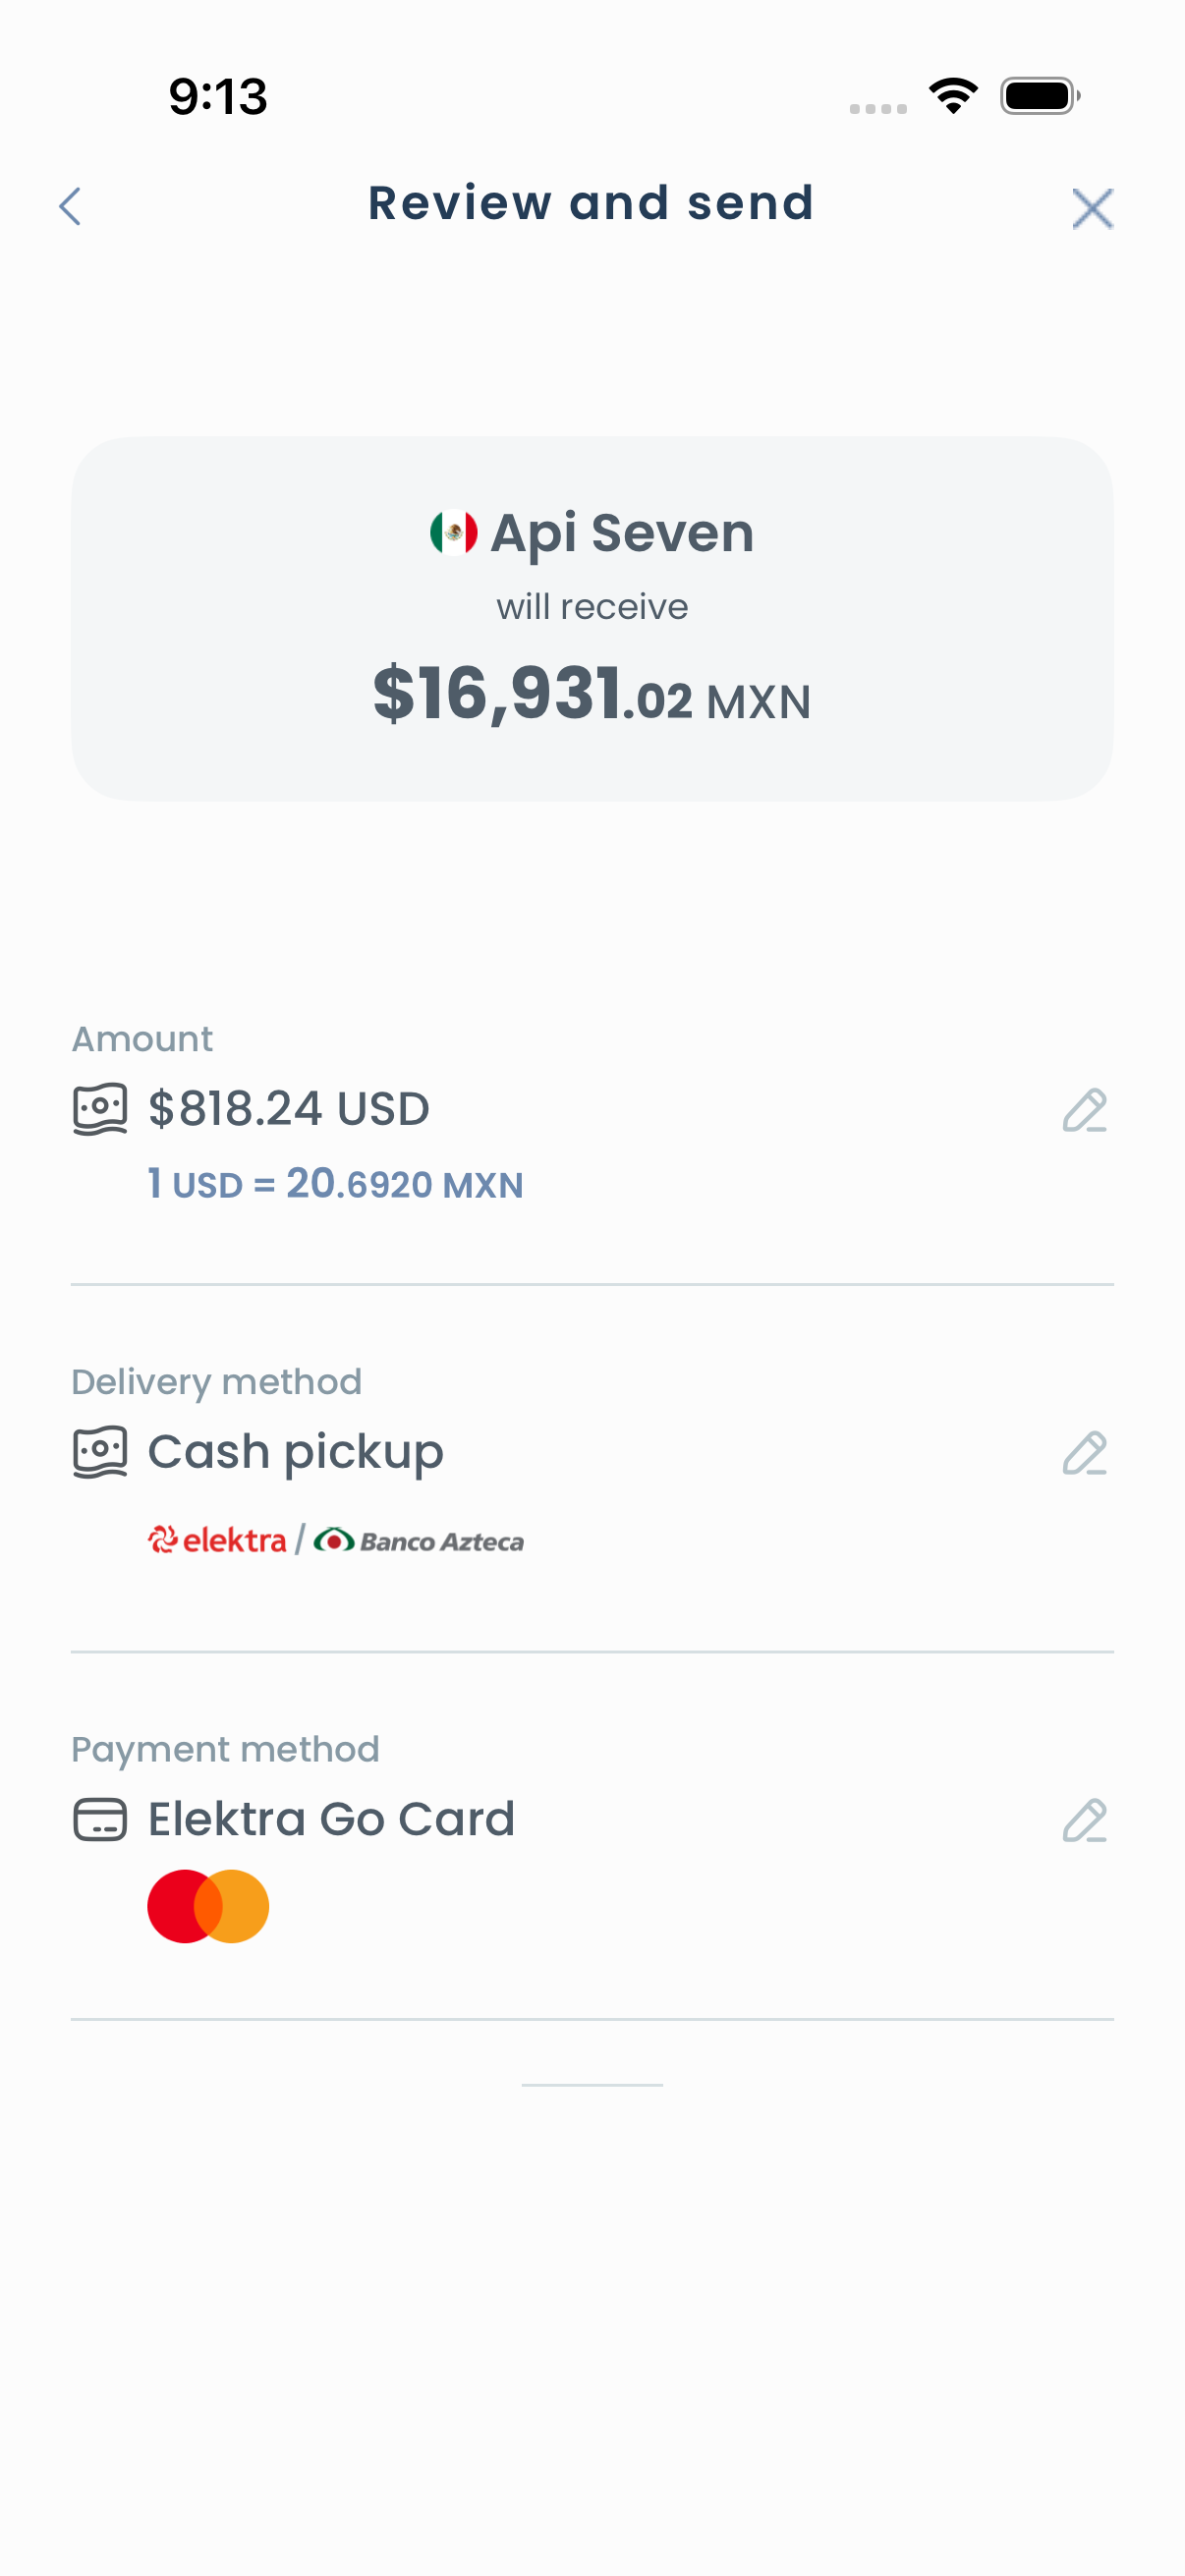 9:13
Review and send
Api Seven
will receive
$16,931.02 MXN
Amount
$818.24 USD
1 USD = 20.6920 MXN
Delivery method
Cash pickup
elektra / Banco Azteca
Payment method
Elektra Go Card